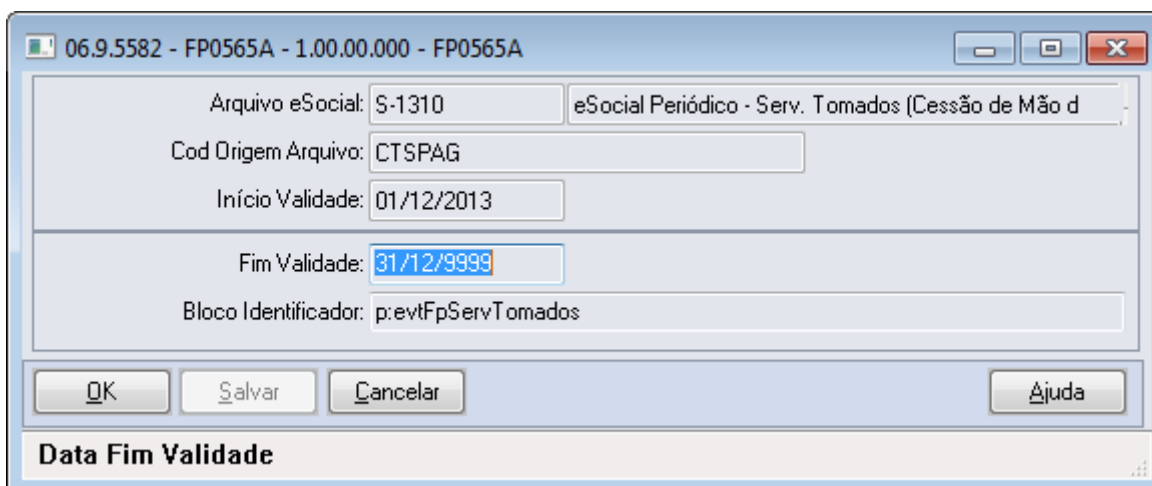 06.9.5582 - FP0565A - 1.00.00.000 - FP0565A
Arquivo eSocial: S-1310 eSocial Periódico - Serv. Tomados (Cessão de Mão d
Cod Origem Arquivo: CTSPAG
Início Validade: 01/12/2013
Fim Validade: 31/12/9999
Bloco Identificador: p:evtFpServTomados
OK Salvar Cancelar Ajuda
Data Fim Validade